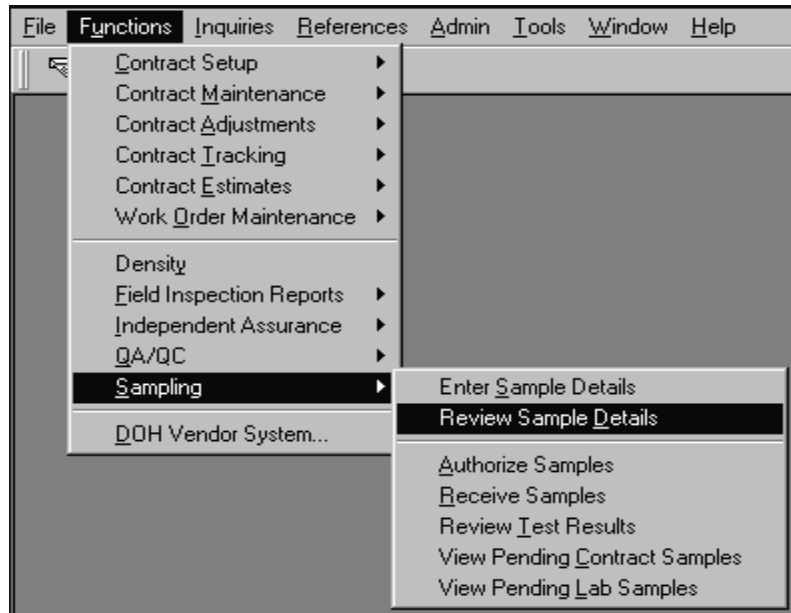 File Functions Inquiries References Admin Tools Window Help
Contract Setup
Contract Maintenance
Contract Adjustments
Contract Tracking
Contract Estimates
Work Order Maintenance
Density
Field Inspection Reports
Independent Assurance
QA/QC
Sampling
DOH Vendor System...
Enter Sample Details
Review Sample Details
Authorize Samples
Receive Samples
Review Test Results
View Pending Contract Samples
View Pending Lab Samples